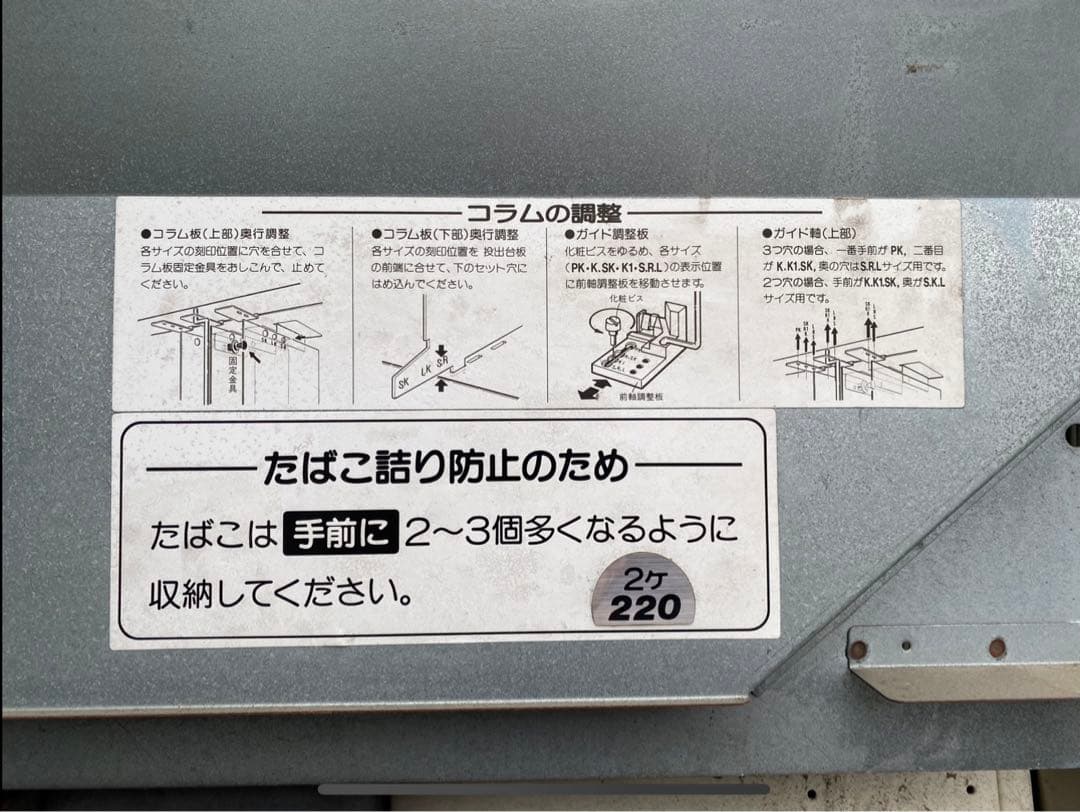 コラムの調整
●コラム板(上部)奥行調整
各サイズの刻印位置に穴を合せて、コ
ラム板固定金具をおしこんで、止めて
ください。
固定金具
●コラム板(下部)奥行調整
各サイズの刻印位置を 投出台板
の前端に合せて、下のセット穴に
はめ込んでください。
SK LK S.R
●ガイド調整板
化粧ビスをゆるめ、各サイズ
(PK・K.SK・K1・S.R.L)の表示位置
に前軸調整板を移動させます。
化粧ビス
前軸調整板
●ガイド軸(上部)
3つ穴の場合、一番手前が PK, 二番目
が K.K1.SK, 奥の穴はS.R.Lサイズ用です。
2つ穴の場合、手前がK.K1.SK, 奥がS.K.L
サイズ用です。
たばこ詰り防止のため
たばこは 手前に 2〜3個多くなるように
収納してください。
2ケ
220